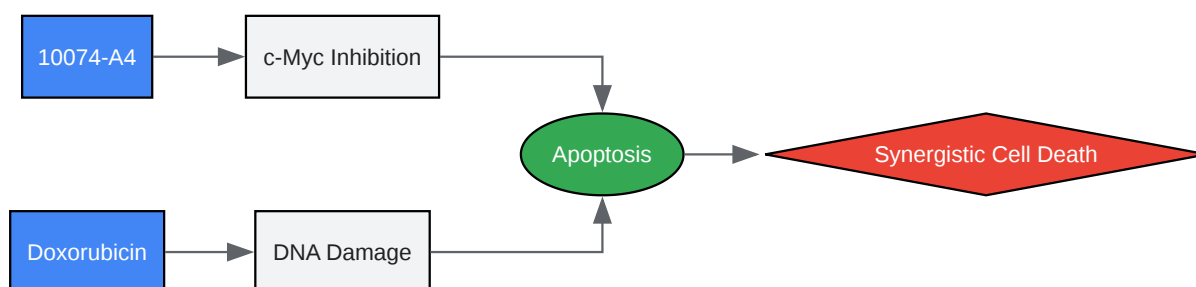 10074-A4
c-Myc Inhibition
Apoptosis
Synergistic Cell Death
Doxorubicin
DNA Damage